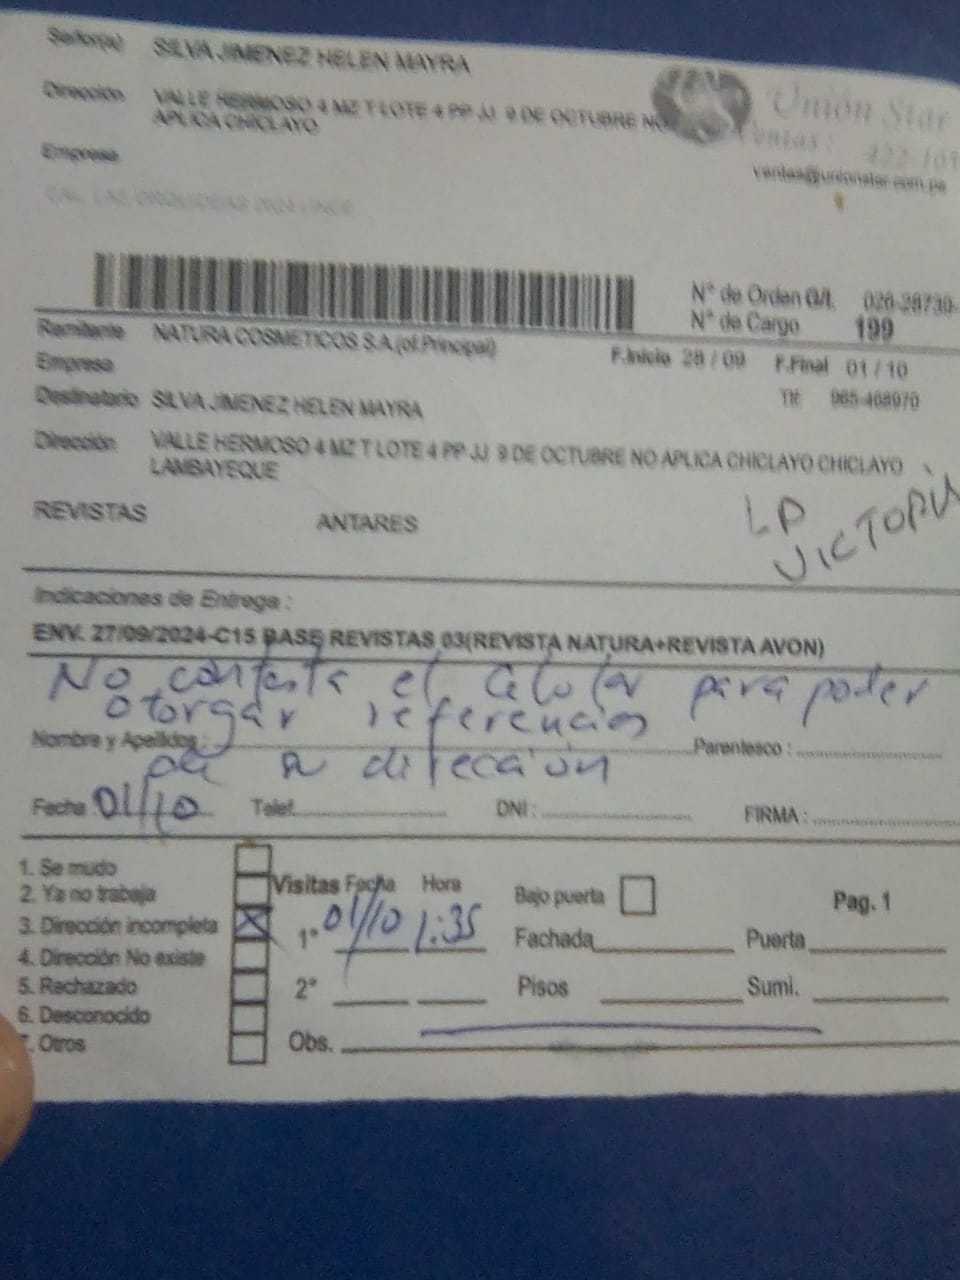 Señor(a) SILVA JIMENEZ HELEN MAYRA
Dirección VALLE HERMOSO 4 MZ T LOTE 4 PP JJ 9 DE OCTUBRE NO
APLICA CHICLAYO
Unión Star
Ventas:
ventas@unionstar.com.pe
Empresa
N° de Orden O/I. 026-28730-
N° de Cargo 199
Remitente NATURA COSMETICOS S.A.(of.Principal)
F.Inicio 28 / 09 F.Final 01 / 10
Empresa
Destinatario SILVA JIMENEZ HELEN MAYRA
Tlf: 965-468970
Dirección VALLE HERMOSO 4 MZ T LOTE 4 PP JJ 9 DE OCTUBRE NO APLICA CHICLAYO CHICLAYO
LAMBAYEQUE
REVISTAS ANTARES
VICTORIA
Indicaciones de Entrega :
ENV. 27/09/2024-C15 BASE REVISTAS 03(REVISTA NATURA+REVISTA AVON)
No contesta el celular para poder
otorgar referencias
Nombre y Apellidos : Parentesco :
de su dirección
Fecha 01/10 Telef. DNI : FIRMA :
1. Se mudo
2. Ya no trabaja
3. Dirección incompleta X
4. Dirección No existe
5. Rechazado
6. Desconocido
7. Otros
Visitas Fecha Hora
1° 01/10 1:35
2°
Obs.
Bajo puerta
Pag. 1
Fachada Puerta
Pisos Sumi.